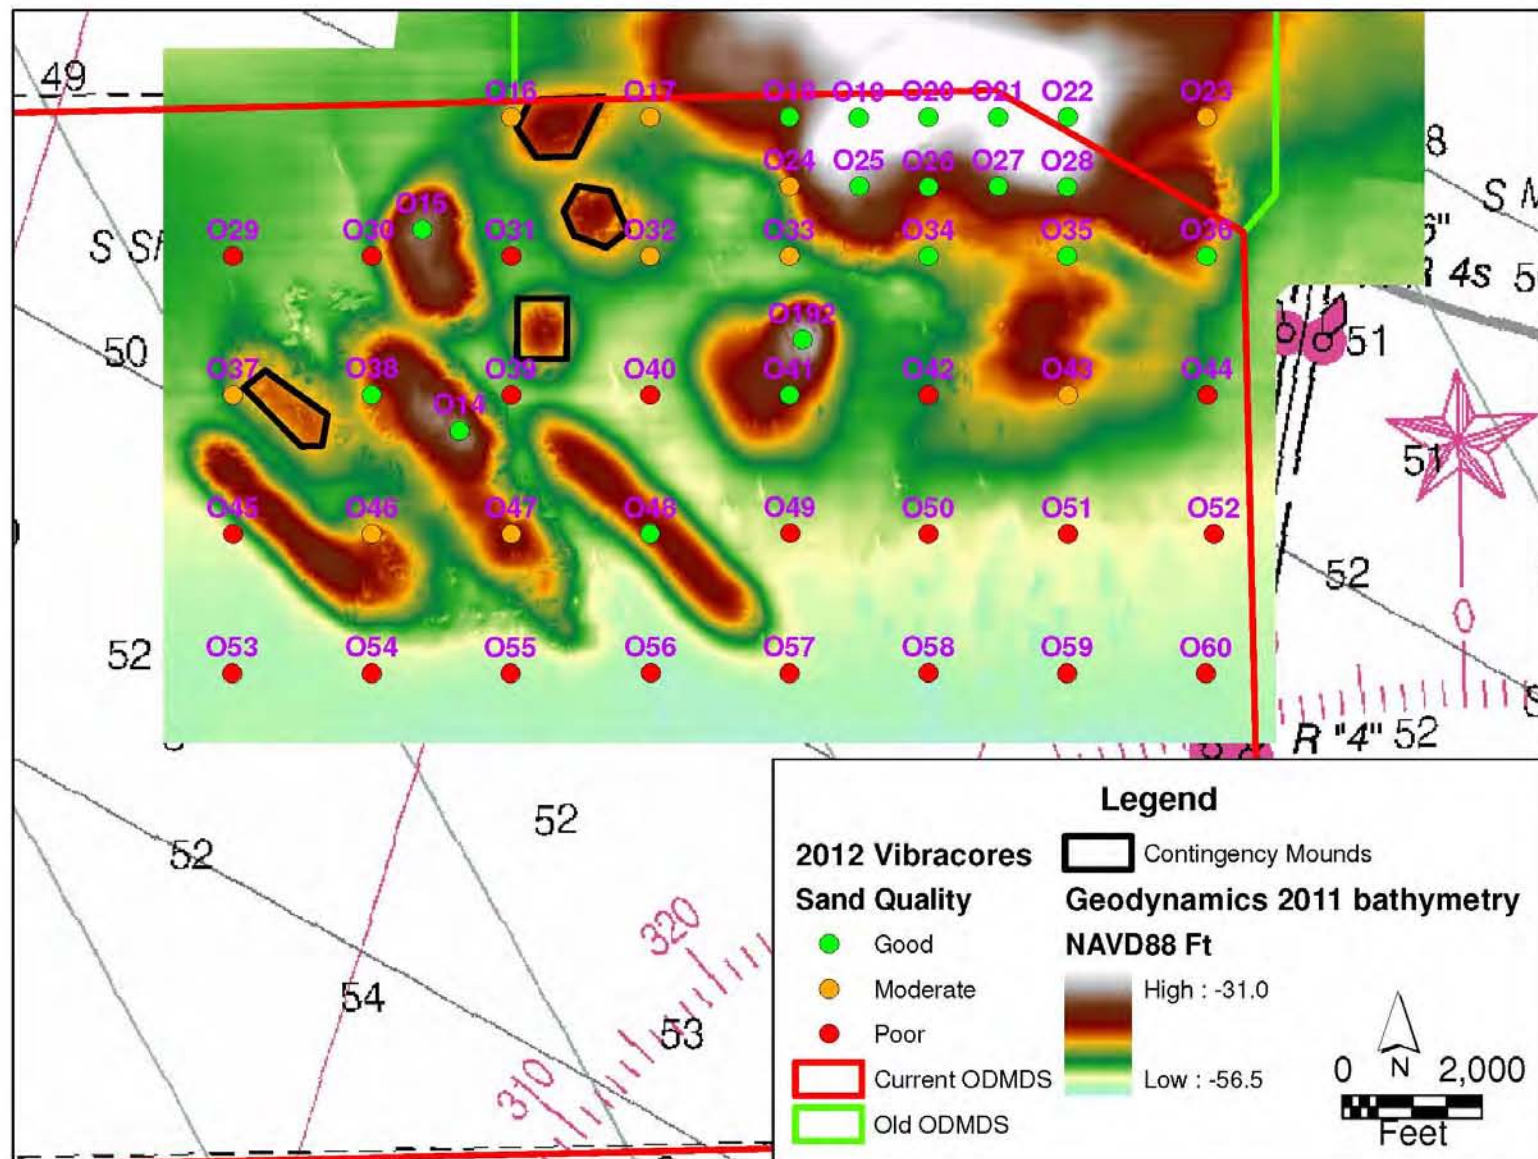 49
O16
O17
O18
O19
O20
O21
O22
O23
8
O24
O25
O26
O27
O28
O15
S
6"
S
O29
O30
O31
O32
O33
O34
O35
O36
R 4s
O192
51
50
O37
O38
O39
O40
O41
O42
O43
O44
O14
51
O45
O46
O47
O48
O49
O50
O51
O52
52
0
52
O53
O54
O55
O56
O57
O58
O59
O60
R "4" 52
52
52
320
54
53
310
Legend
2012 Vibracores
Contingency Mounds
Sand Quality
Geodynamics 2011 bathymetry
Good
NAVD88 Ft
Moderate
High : -31.0
Poor
Current ODMDS
Low : -56.5
Old ODMDS
N
0 2,000
Feet